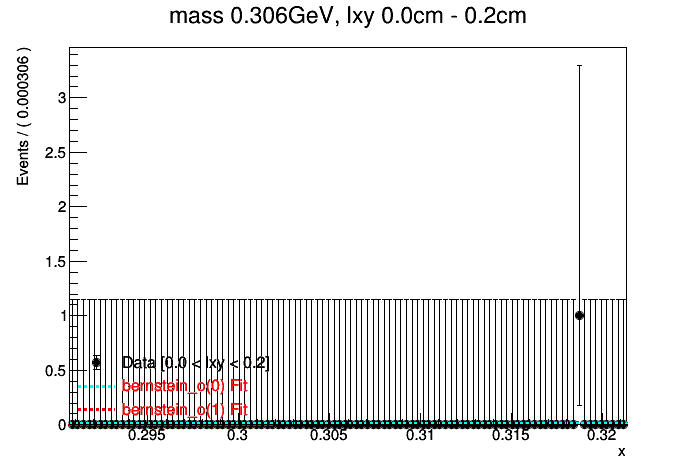 mass 0.306GeV, lxy 0.0cm - 0.2cm
Events / ( 0.000306 )
3
2.5
2
1.5
1
0.5
0
Data [0.0 < lxy < 0.2]
bernstein_o(0) Fit
bernstein_o(1) Fit
0.295 0.3 0.305 0.31 0.315 0.32
x